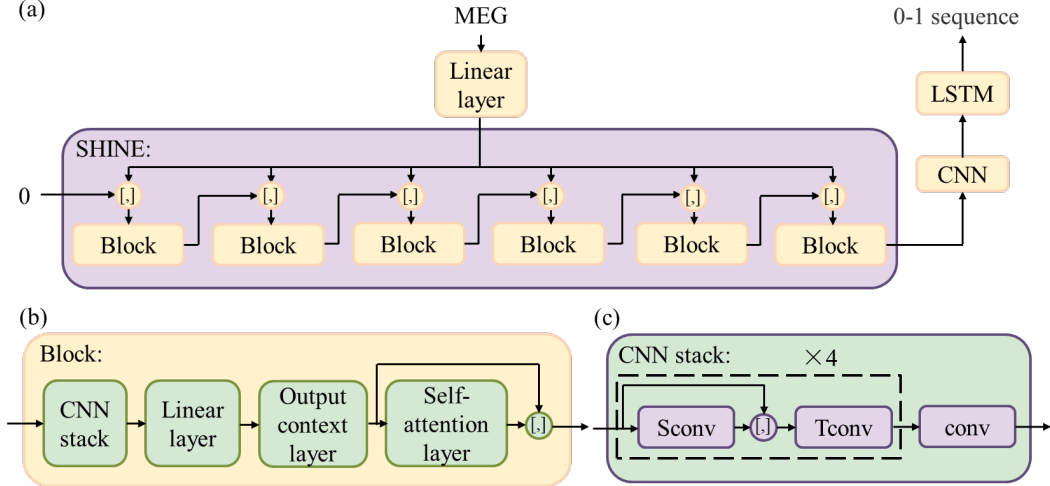 (a)
MEG
0-1 sequence
Linear
layer
LSTM
SHINE:
CNN
0
[,]
[,]
[,]
[,]
[,]
[,]
Block
Block
Block
Block
Block
Block
(b)
(c)
Block:
CNN stack:
×4
CNN
stack
Linear
layer
Output
context
layer
Self-
attention
layer
[,]
Sconv
[,]
Tconv
conv